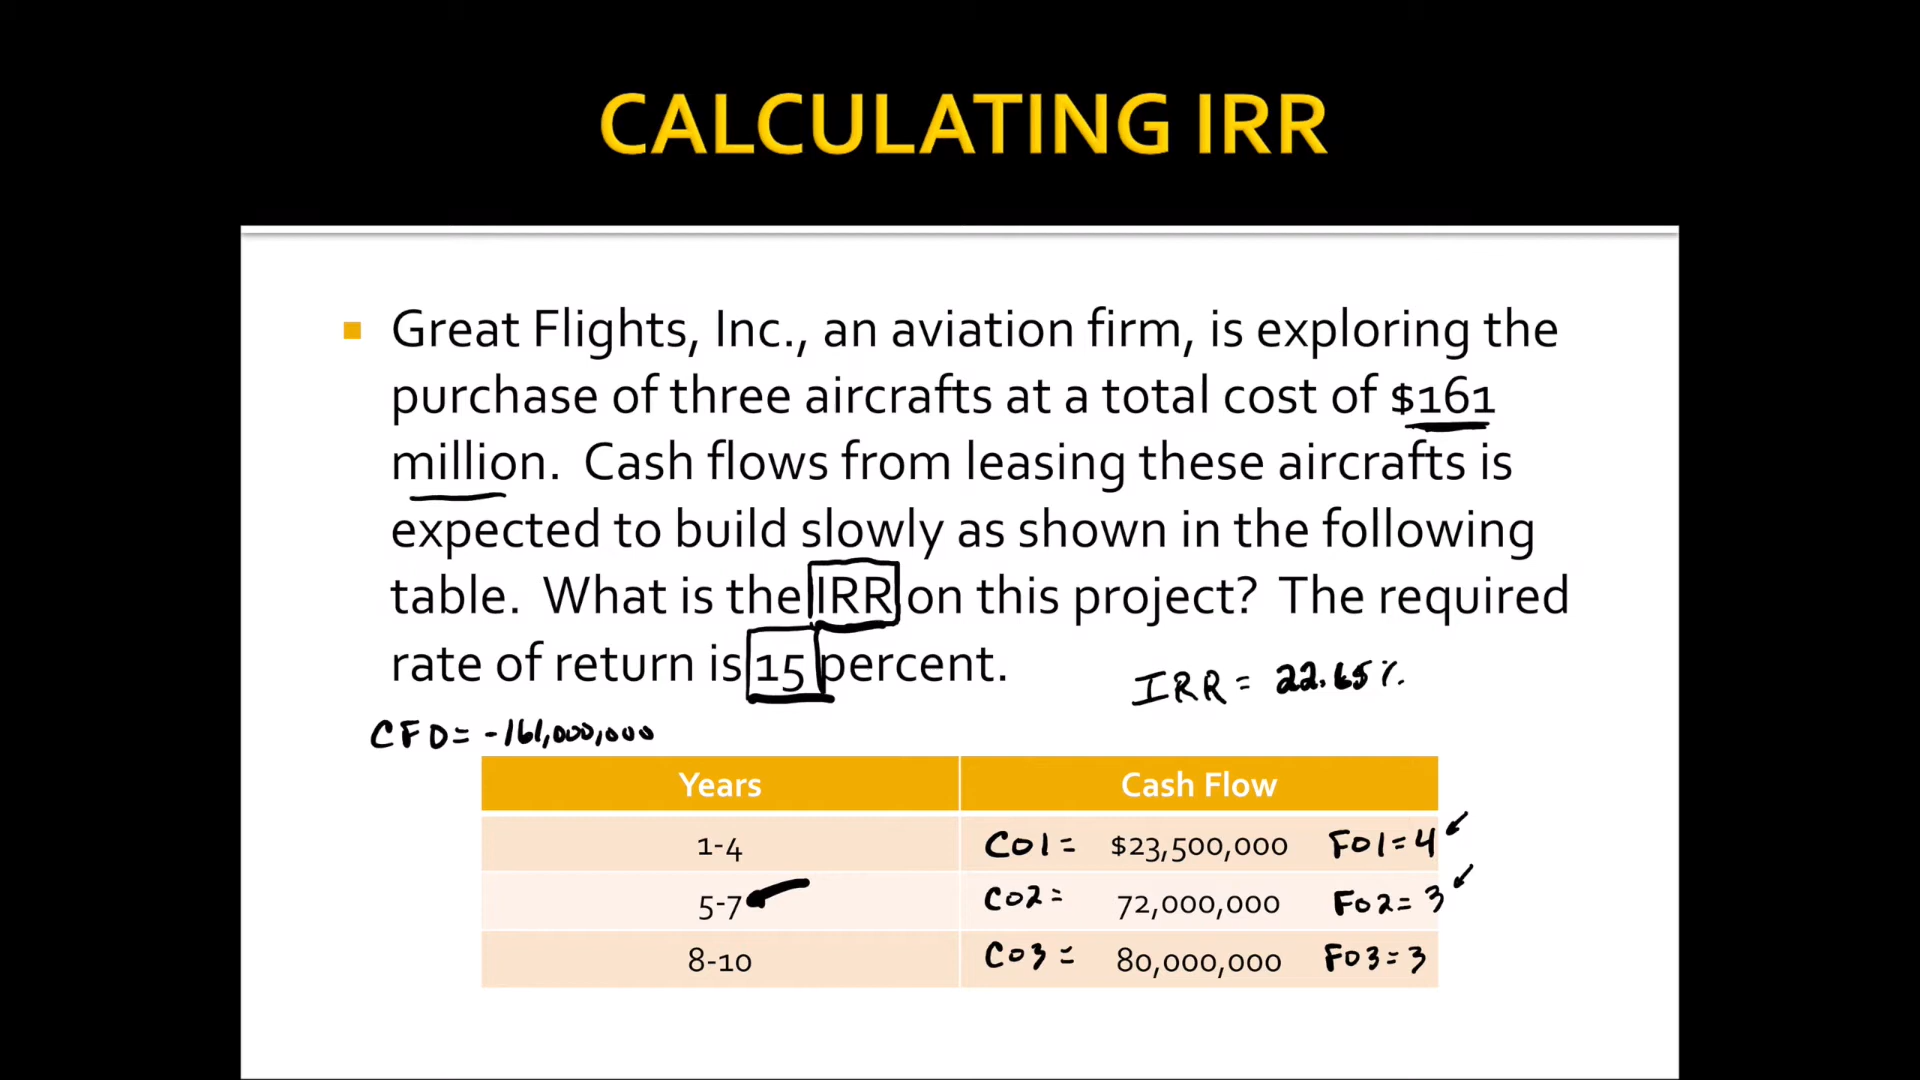 CALCULATING IRR
Great Flights, Inc., an aviation firm, is exploring the
purchase of three aircrafts at a total cost of $161
million. Cash flows from leasing these aircrafts is
expected to build slowly as shown in the following
table. What is the IRR on this project? The required
rate of return is 15 percent.
IRR = 22.65%
CF0 = -161,000,000
Years Cash Flow
1-4 C01 = $23,500,000 F01 = 4
5-7 C02 = 72,000,000 F02 = 3
8-10 C03 = 80,000,000 F03 = 3